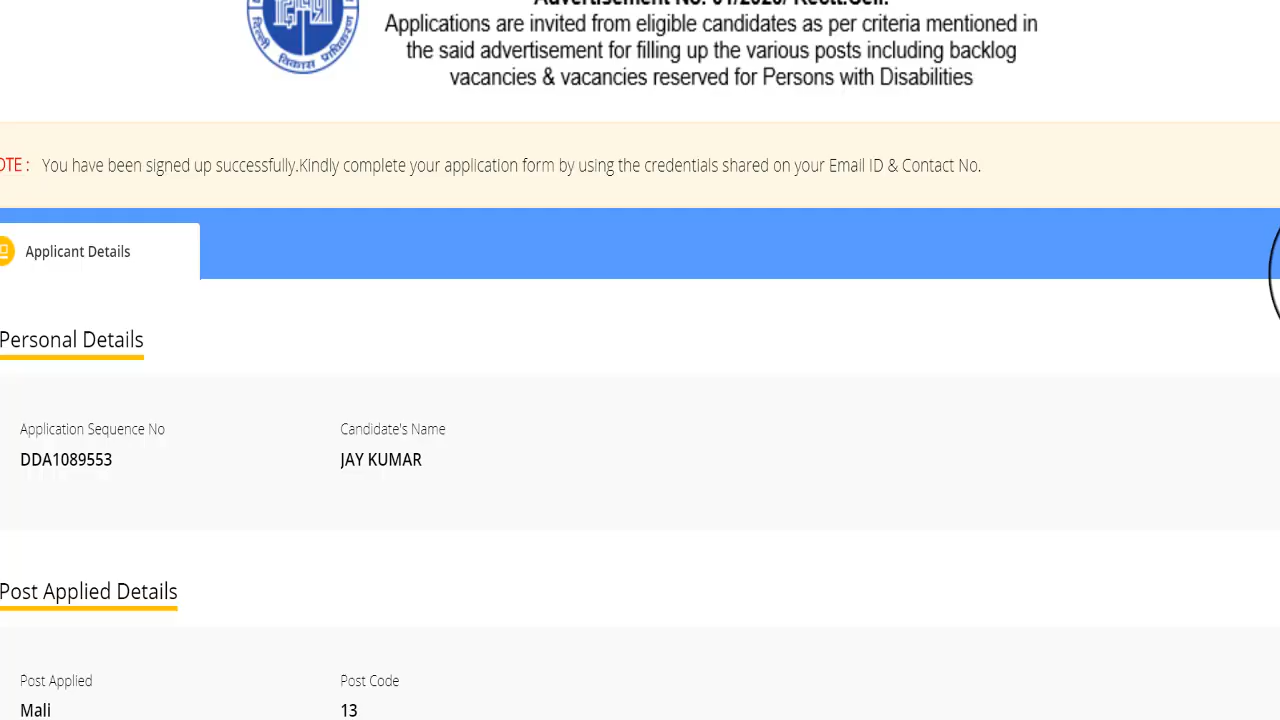 दिल्ली विकास प्राधिकरण
Applications are invited from eligible candidates as per criteria mentioned in
the said advertisement for filling up the various posts including backlog
vacancies & vacancies reserved for Persons with Disabilities
OTE : You have been signed up successfully.Kindly complete your application form by using the credentials shared on your Email ID & Contact No.
Applicant Details
Personal Details
Application Sequence No Candidate's Name
DDA1089553 JAY KUMAR
Post Applied Details
Post Applied Post Code
Mali 13